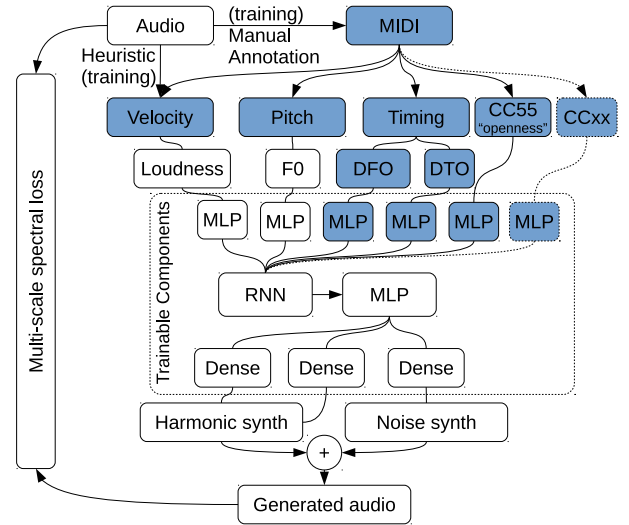 Audio
(training)
Manual
Annotation
MIDI
Heuristic
(training)
Velocity
Pitch
Timing
CC55
"openness"
CCxx
Loudness
F0
DFO
DTO
MLP
MLP
MLP
MLP
MLP
MLP
Multi-scale spectral loss
Trainable Components
RNN
MLP
Dense
Dense
Dense
Harmonic synth
Noise synth
+
Generated audio